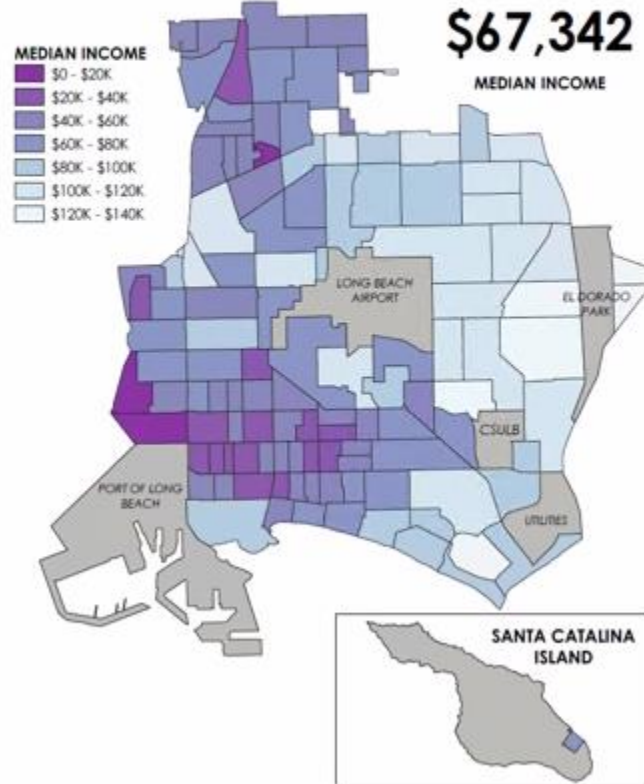 $67,342
MEDIAN INCOME
MEDIAN INCOME
$0 - $20K
$20K - $40K
$40K - $60K
$60K - $80K
$80K - $100K
$100K - $120K
$120K - $140K
LONG BEACH
AIRPORT
EL DORADO
PARK
CSULB
PORT OF LONG
BEACH
UTILITIES
SANTA CATALINA
ISLAND